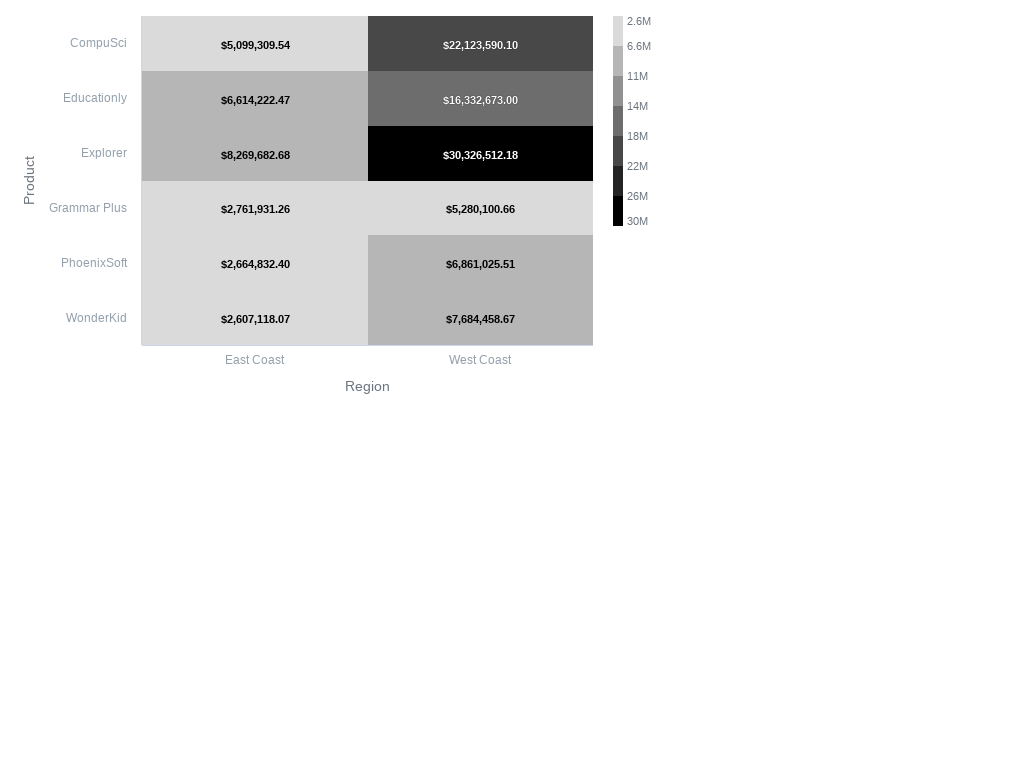 CompuSci $5,099,309.54 $22,123,590.10
Educationly $6,614,222.47 $16,332,673.00
Explorer $8,269,682.68 $30,326,512.18
Grammar Plus $2,761,931.26 $5,280,100.66
PhoenixSoft $2,664,832.40 $6,861,025.51
WonderKid $2,607,118.07 $7,684,458.67
East Coast West Coast
Region
Product
2.6M
6.6M
11M
14M
18M
22M
26M
30M